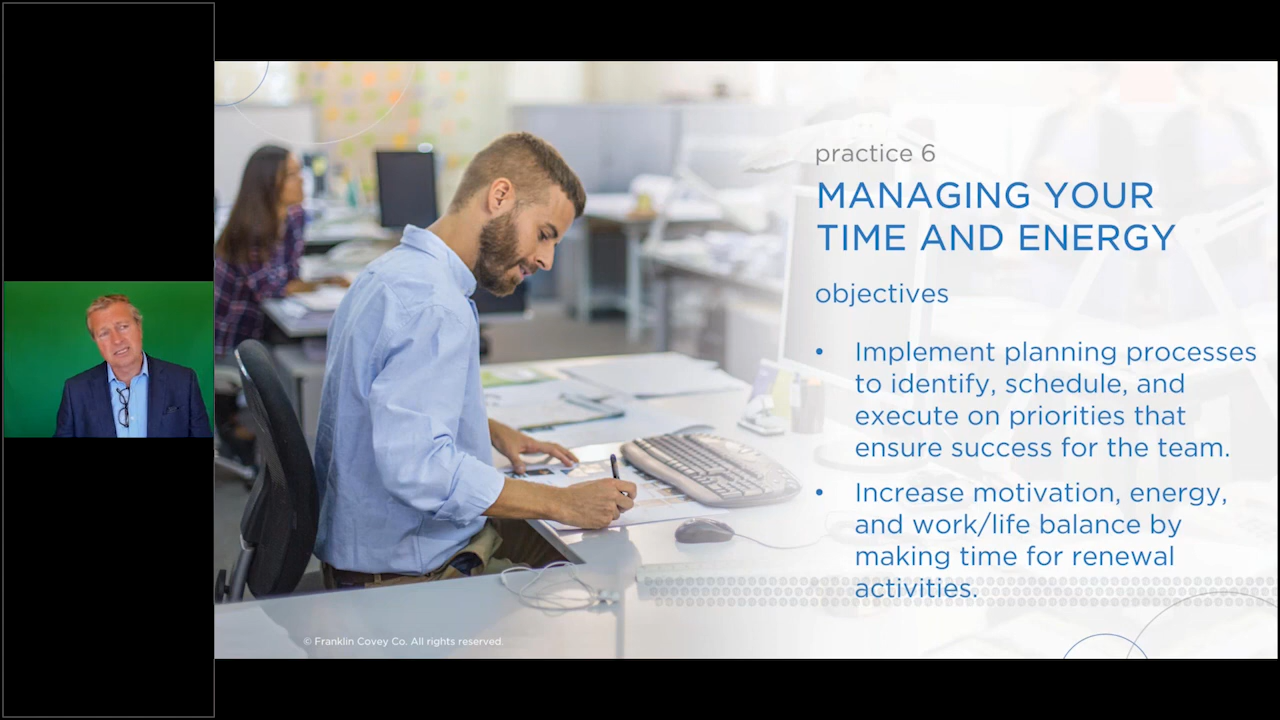 practice 6
MANAGING YOUR
TIME AND ENERGY
objectives
• Implement planning processes
to identify, schedule, and
execute on priorities that
ensure success for the team.
• Increase motivation, energy,
and work/life balance by
making time for renewal
activities.
© Franklin Covey Co. All rights reserved.